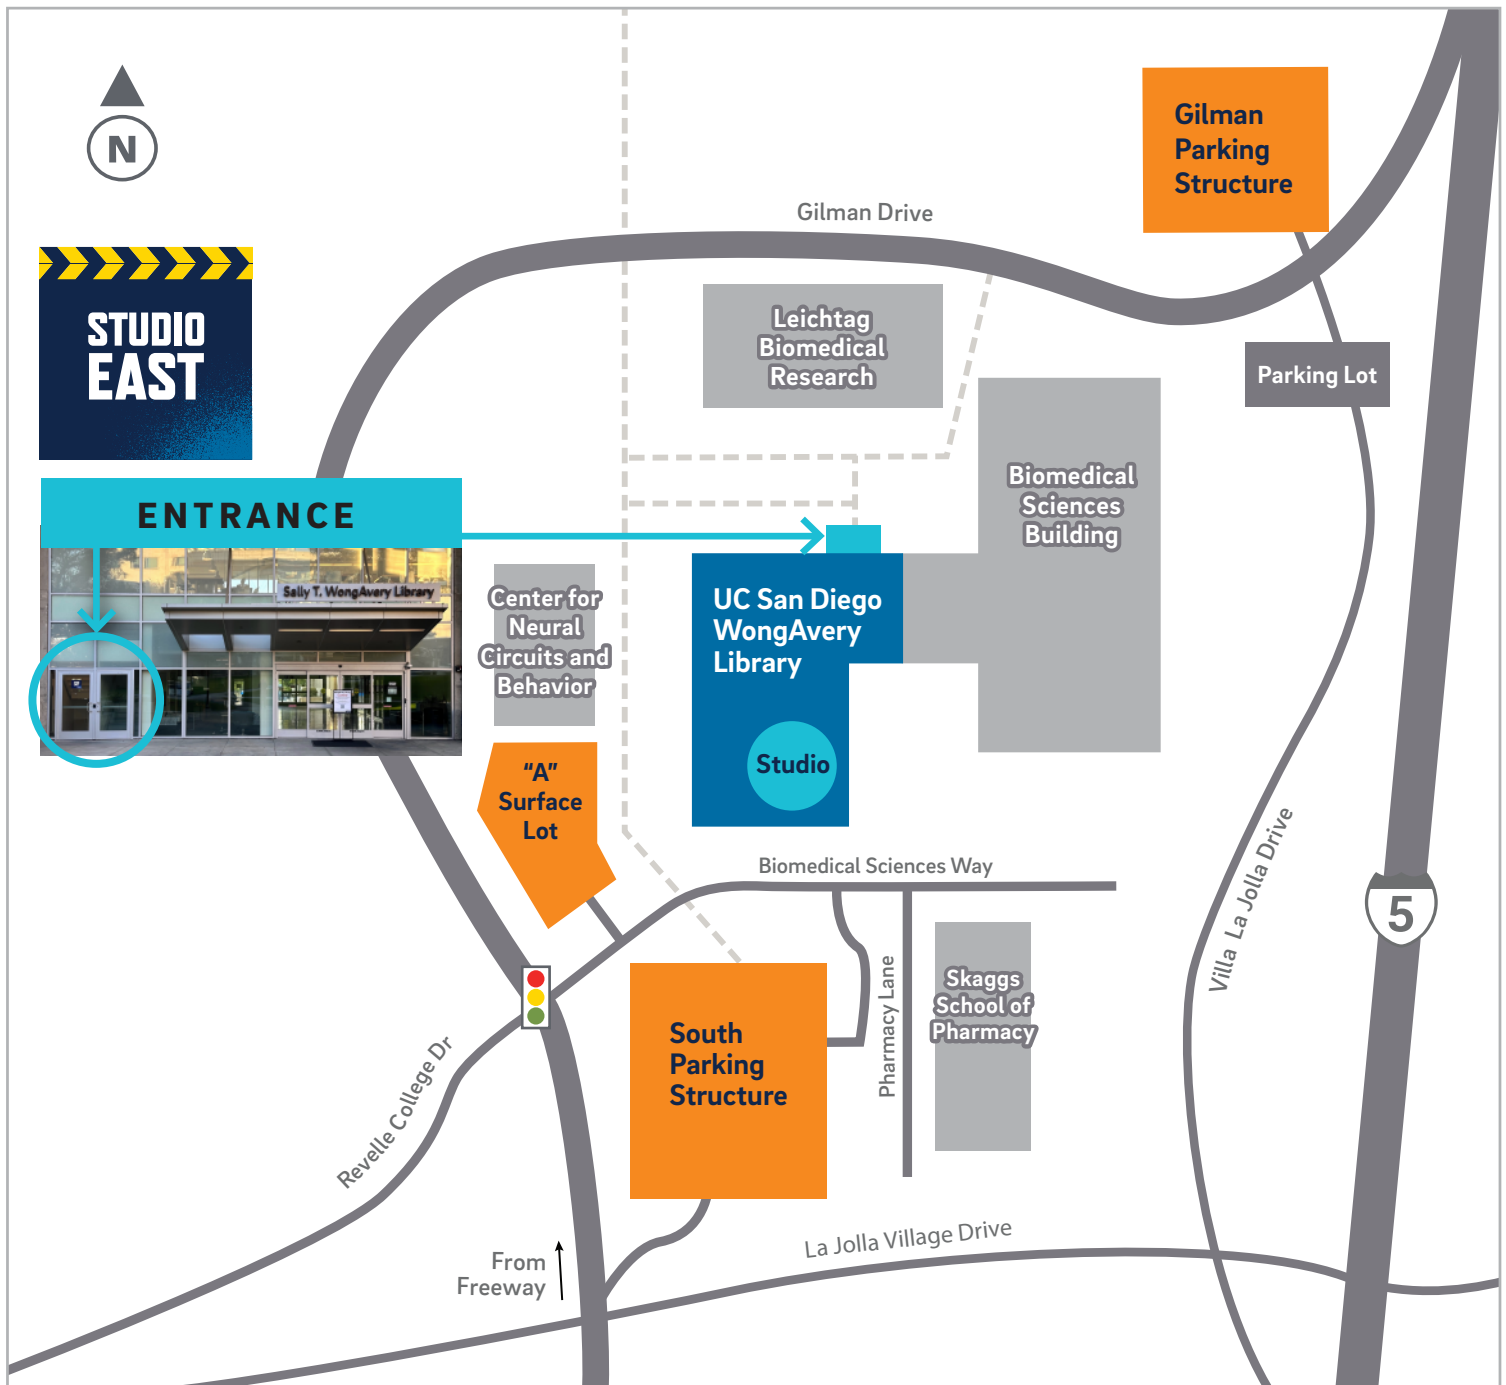 N
Gilman
Parking
Structure
Gilman Drive
STUDIO
EAST
Leichtag
Biomedical
Research
Parking Lot
Biomedical
Sciences
Building
ENTRANCE
Sally T. WongAvery Library
Center for
Neural
Circuits and
Behavior
UC San Diego
WongAvery
Library
Studio
"A"
Surface
Lot
Biomedical Sciences Way
Villa La Jolla Drive
5
Pharmacy Lane
Skaggs
School of
Pharmacy
South
Parking
Structure
Revelle College Dr
From
Freeway
La Jolla Village Drive